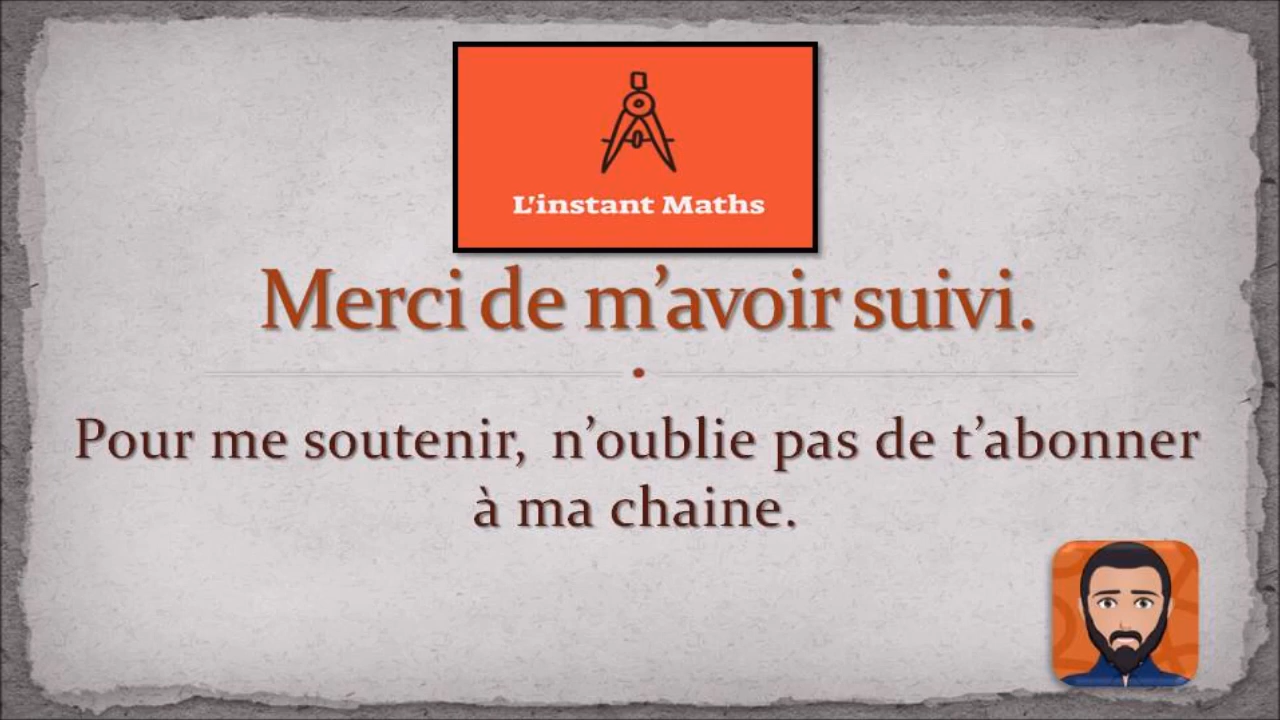 L'instant Maths
Merci de m’avoir suivi.
Pour me soutenir, n’oublie pas de t’abonner
à ma chaine.